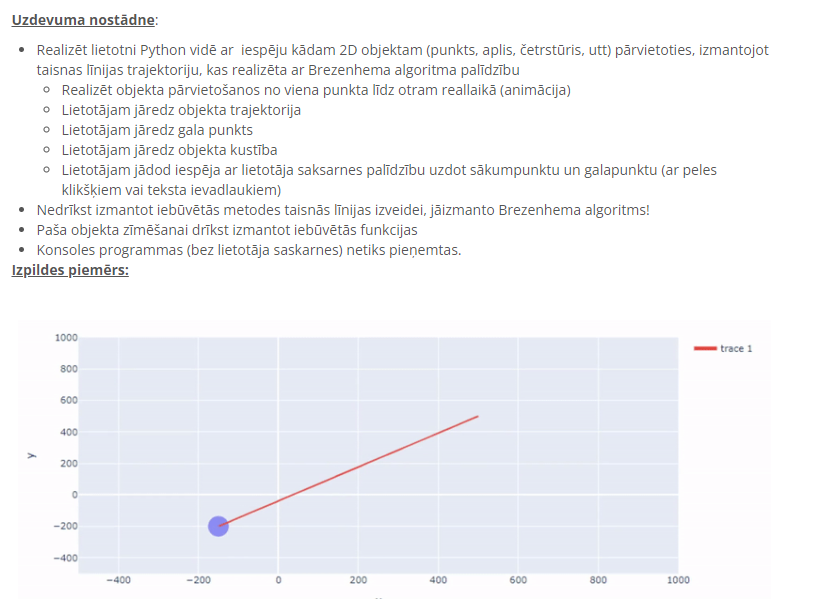 Uzdevuma nostādne:
Realizēt lietotni Python vidē ar iespēju kādam 2D objektam (punkts, aplis, četrstūris, utt) pārvietoties, izmantojot
taisnas līnijas trajektoriju, kas realizēta ar Brezenhema algoritma palīdzību
Realizēt objekta pārvietošanos no viena punkta līdz otram reallaikā (animācija)
Lietotājam jāredz objekta trajektorija
Lietotājam jāredz gala punkts
Lietotājam jāredz objekta kustība
Lietotājam jādod iespēja ar lietotāja saksarnes palīdzību uzdot sākumpunktu un galapunktu (ar peles
klikšķiem vai teksta ievadlaukiem)
Nedrīkst izmantot iebūvētās metodes taisnās līnijas izveidei, jāizmanto Brezenhema algoritms!
Paša objekta zīmēšanai drīkst izmantot iebūvētās funkcijas
Konsoles programmas (bez lietotāja saskarnes) netiks pieņemtas.
Izpildes piemērs:
1000
trace 1
800
600
400
y
200
0
−200
−400
−400 −200 0 200 400 600 800 1000